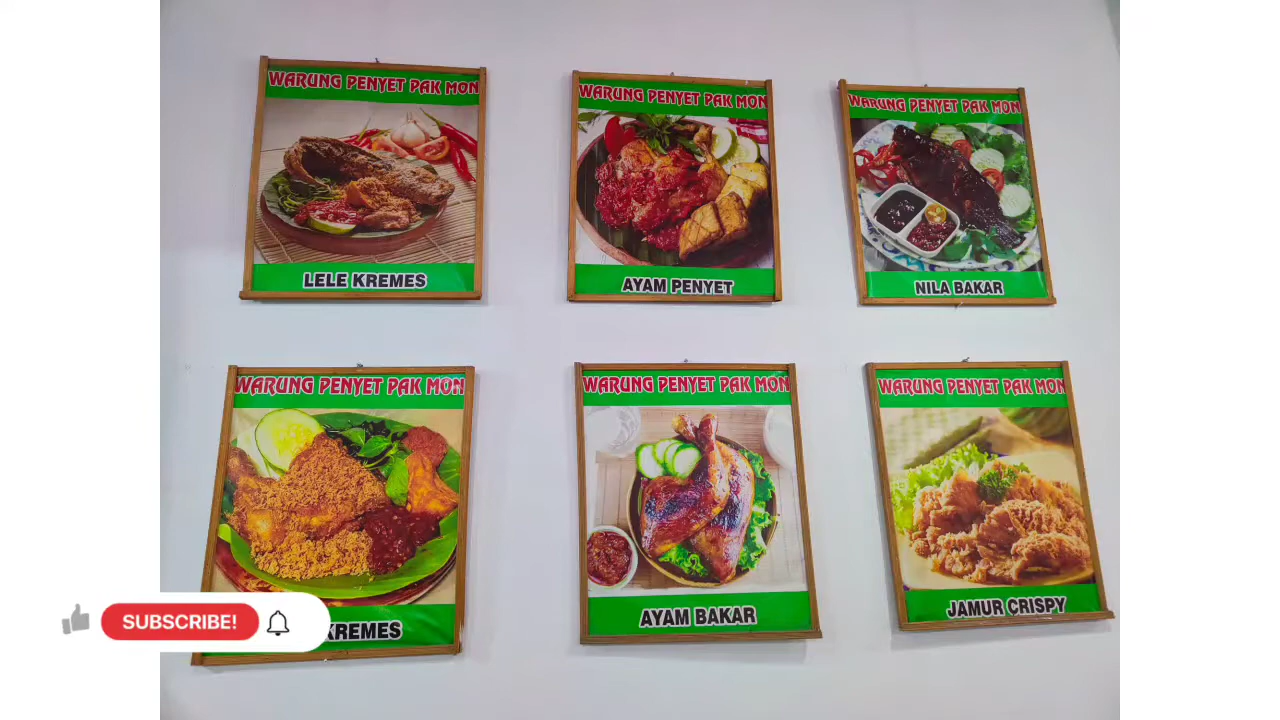 WARUNG PENYET PAK MON
LELE KREMES
WARUNG PENYET PAK MON
AYAM PENYET
WARUNG PENYET PAK MON
NILA BAKAR
WARUNG PENYET PAK MON
KREMES
WARUNG PENYET PAK MON
AYAM BAKAR
WARUNG PENYET PAK MON
JAMUR CRISPY
SUBSCRIBE!